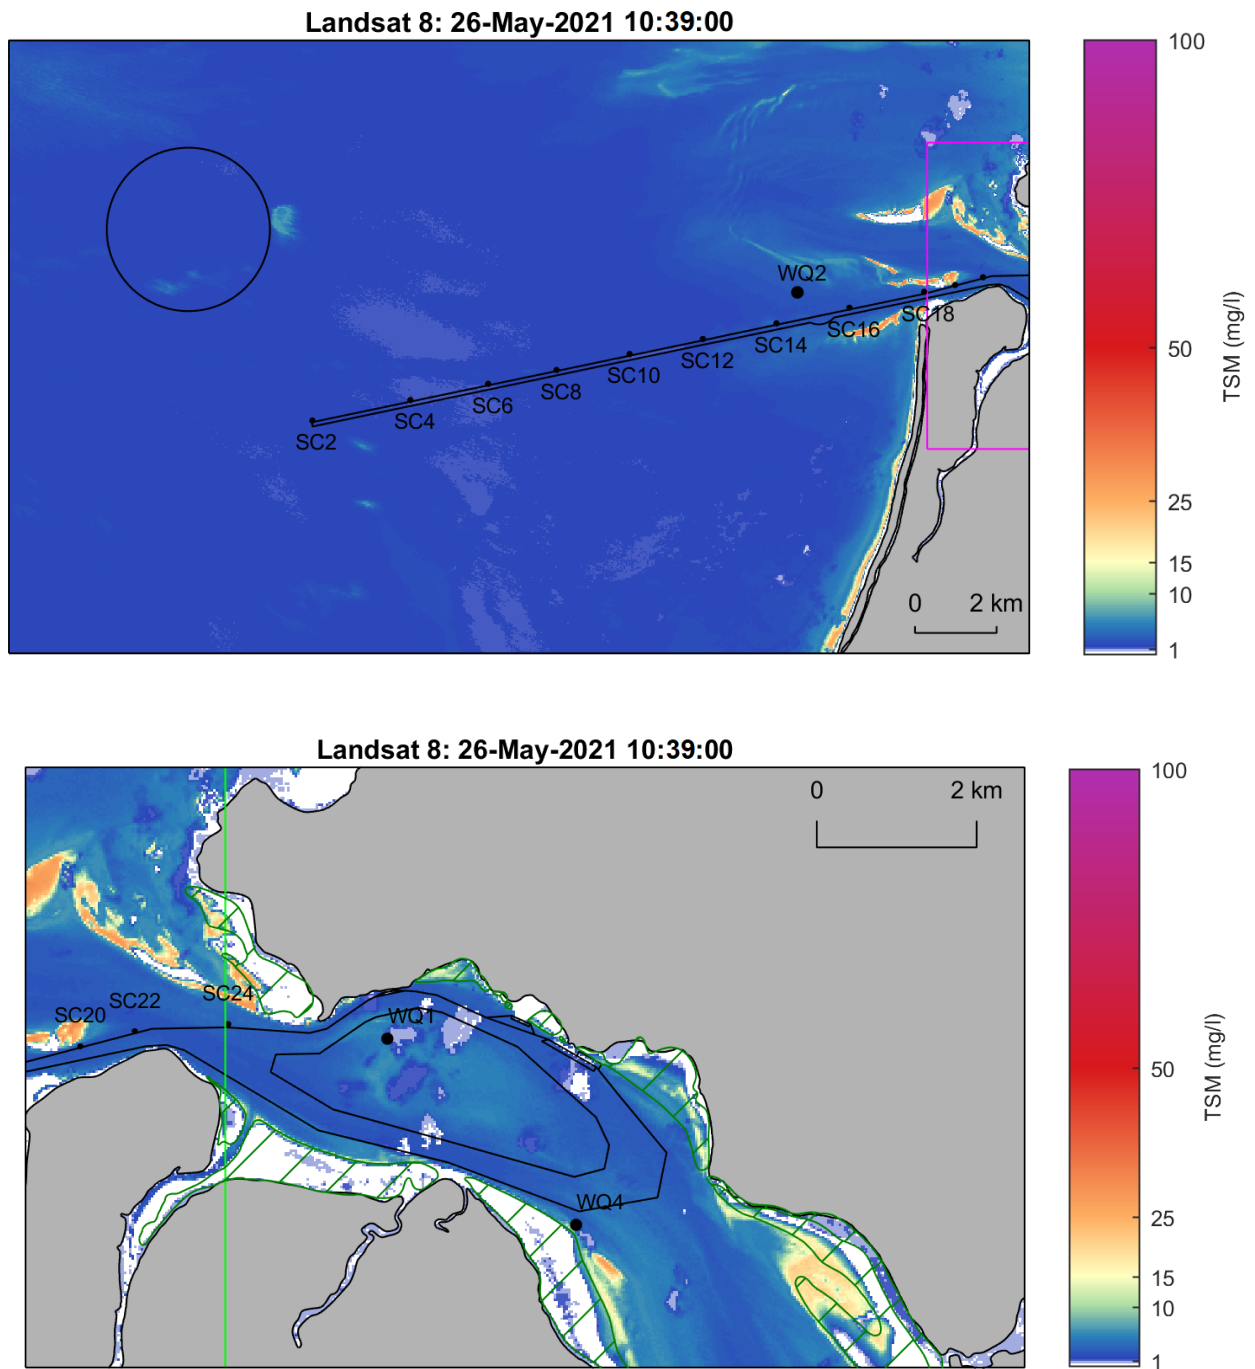 Landsat 8: 26-May-2021 10:39:00
100
50
25
15
10
1
TSM (mg/l)
WQ2
SC18
SC16
SC14
SC12
SC10
SC8
SC6
SC4
SC2
0 2 km
Landsat 8: 26-May-2021 10:39:00
0 2 km
100
50
25
15
10
1
TSM (mg/l)
SC24
SC22
SC20
WQ1
WQ4